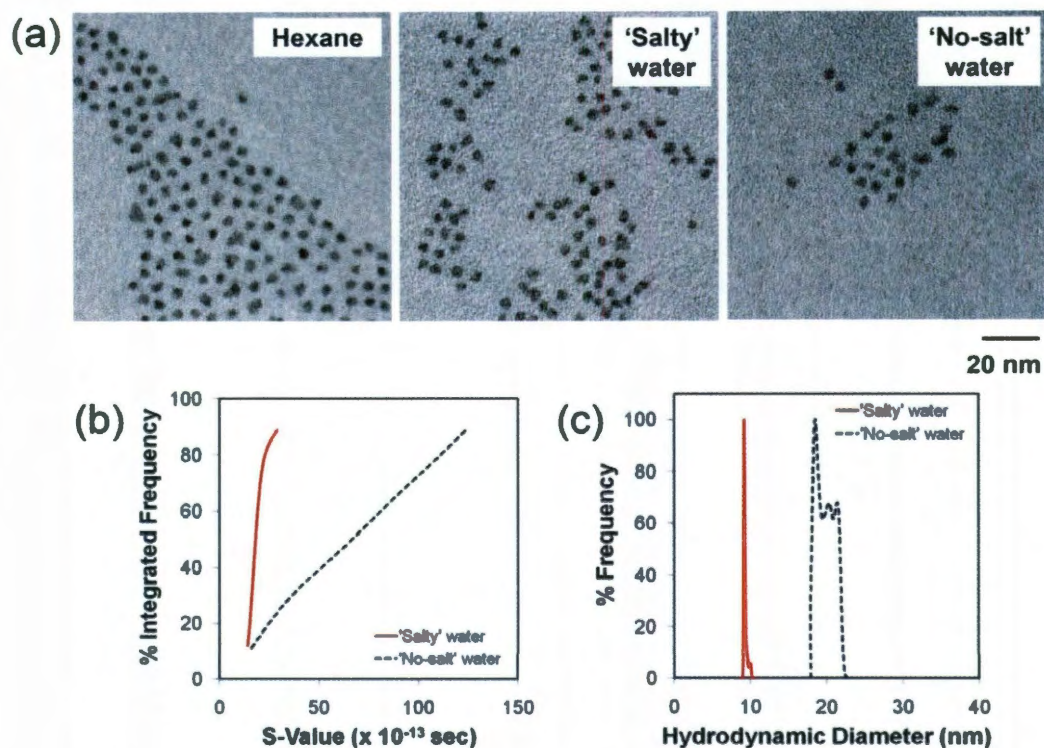 (a)
Hexane
'Salty'
water
'No-salt'
water
20 nm
(b)
% Integrated Frequency
100
80
60
40
20
0
0 50 100 150
S-Value (x 10⁻¹³ sec)
'Salty' water
'No-salt' water
(c)
% Frequency
100
80
60
40
20
0
0 10 20 30 40
Hydrodynamic Diameter (nm)
'Salty' water
'No-salt' water